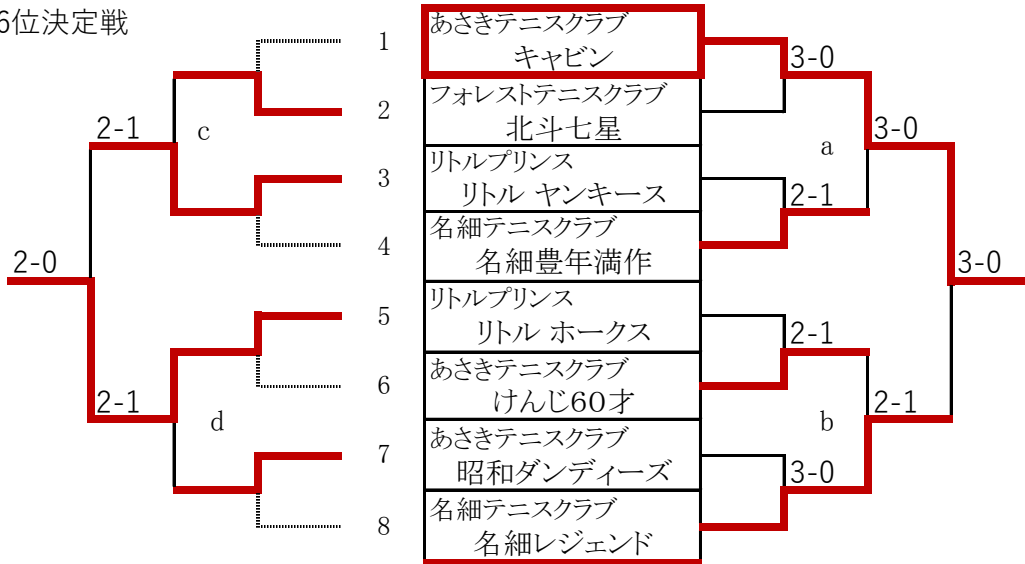 6位決定戦
1
あさきテニスクラブ
キャビン
3-0
2
フォレストテニスクラブ
北斗七星
2-1
c
3-0
a
3
リトルプリンス
リトル ヤンキース
2-1
4
名細テニスクラブ
名細豊年満作
2-0
3-0
5
リトルプリンス
リトル ホークス
2-1
6
あさきテニスクラブ
けんじ60才
2-1
2-1
d
b
7
あさきテニスクラブ
昭和ダンディーズ
3-0
8
名細テニスクラブ
名細レジェンド